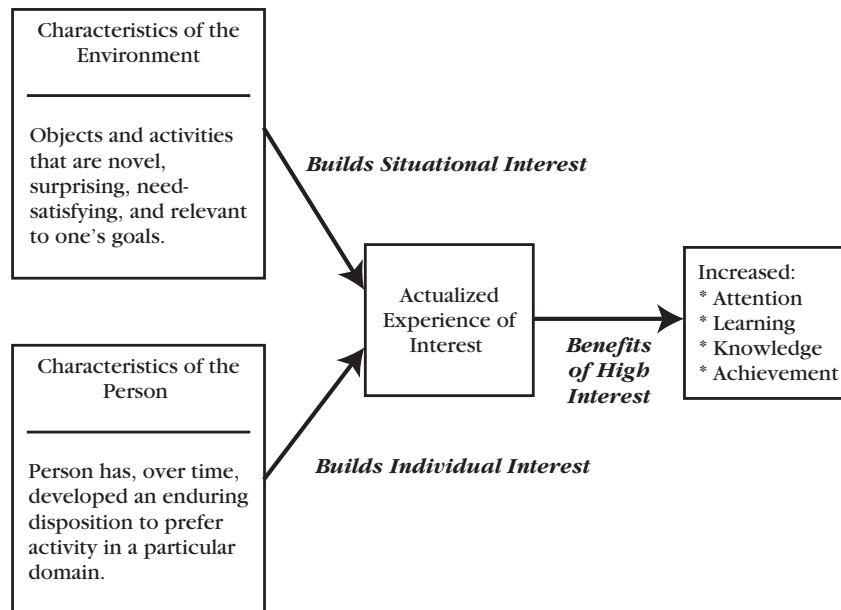 Characteristics of the
Environment
Objects and activities
that are novel,
surprising, need-
satisfying, and relevant
to one’s goals.
Builds Situational Interest
Actualized
Experience of
Interest
Benefits
of High
Interest
Increased:
* Attention
* Learning
* Knowledge
* Achievement
Characteristics of the
Person
Person has, over time,
developed an enduring
disposition to prefer
activity in a particular
domain.
Builds Individual Interest